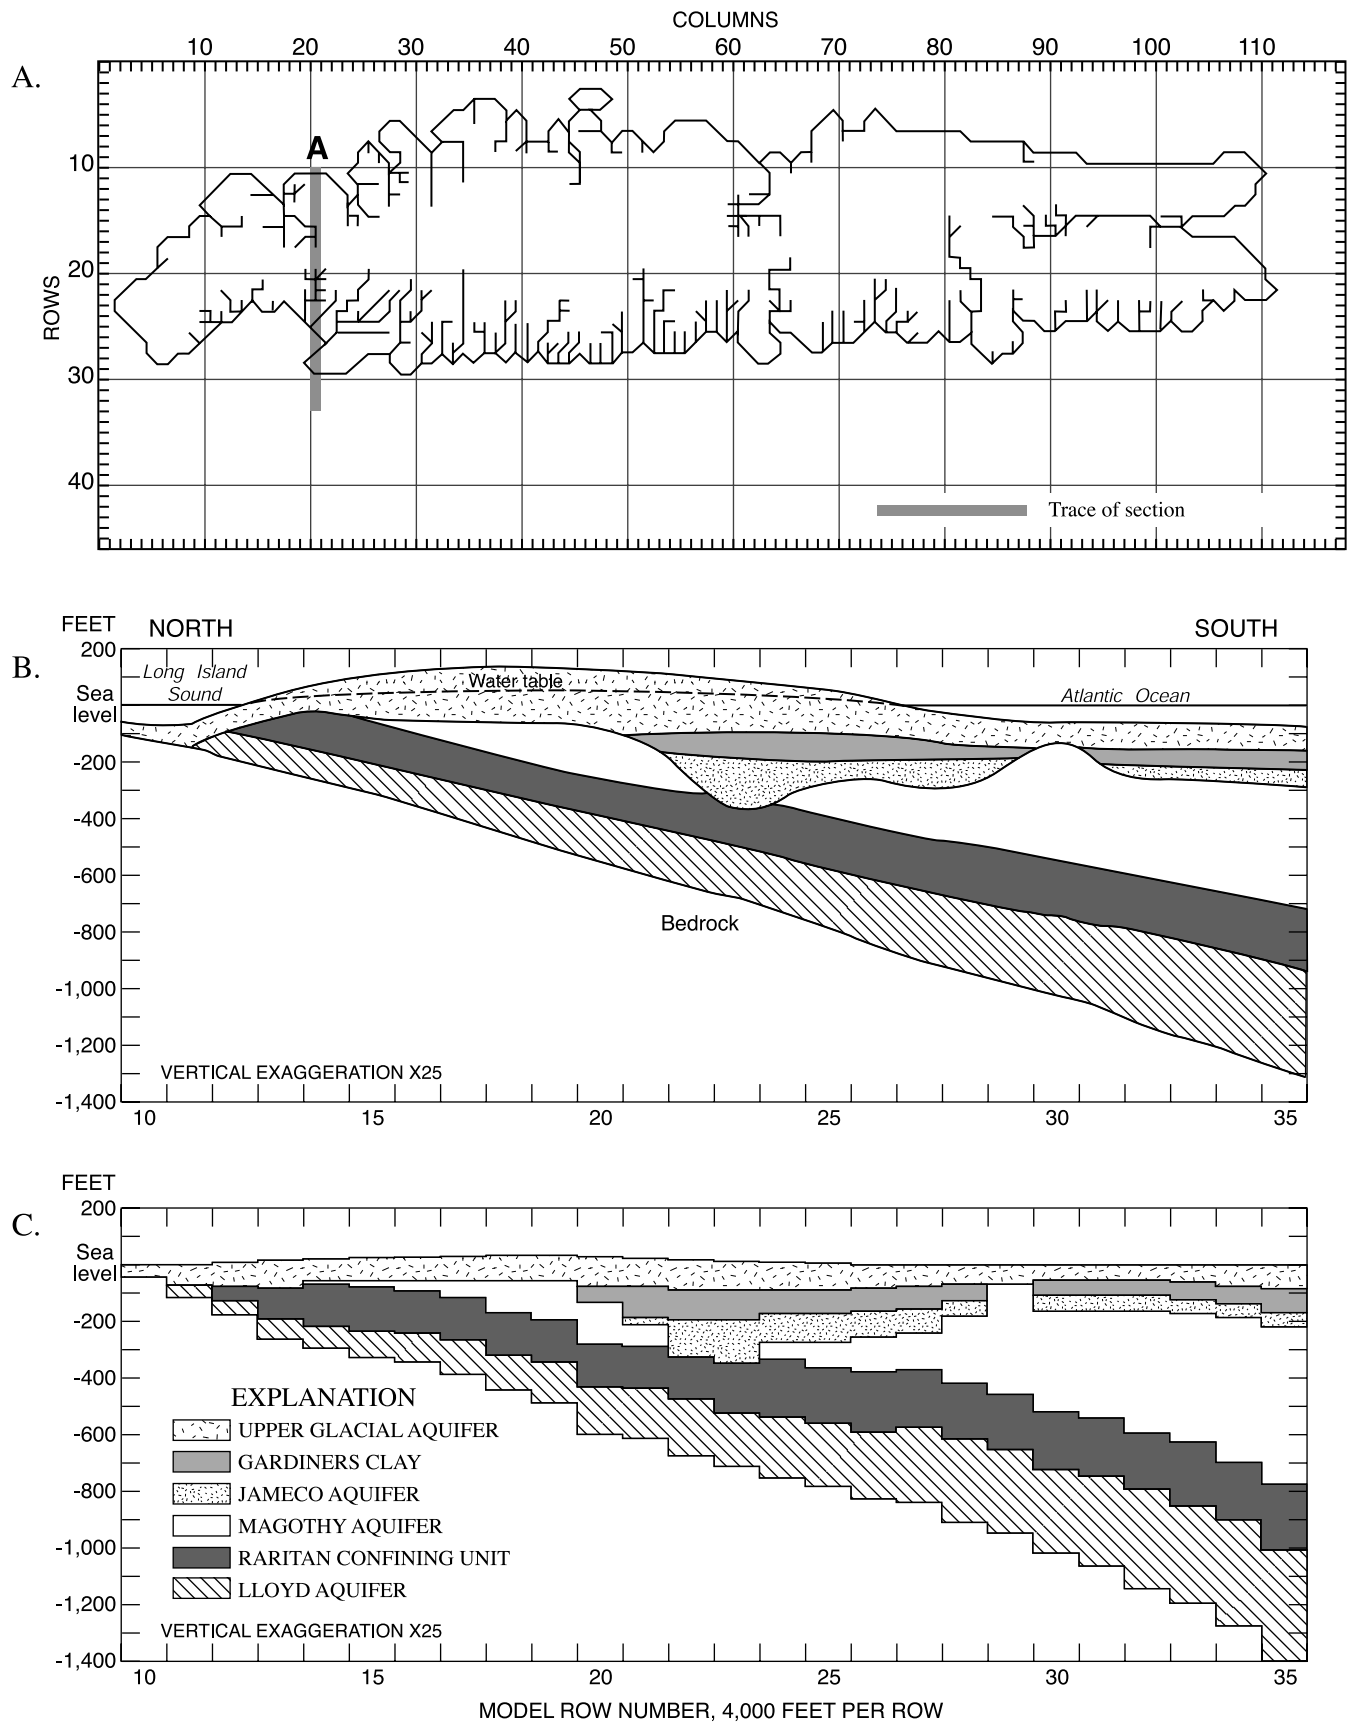 COLUMNS
10 20 30 40 50 60 70 80 90 100 110
A.
A
10
20
30
40
ROWS
Trace of section
FEET
NORTH
SOUTH
B.
200
Long Island
Sound
Sea
level
Water table
Atlantic Ocean
-200
-400
-600
-800
-1,000
-1,200
-1,400
Bedrock
VERTICAL EXAGGERATION X25
10 15 20 25 30 35
FEET
C.
200
Sea
level
-200
-400
-600
-800
-1,000
-1,200
-1,400
EXPLANATION
UPPER GLACIAL AQUIFER
GARDINERS CLAY
JAMECO AQUIFER
MAGOTHY AQUIFER
RARITAN CONFINING UNIT
LLOYD AQUIFER
VERTICAL EXAGGERATION X25
10 15 20 25 30 35
MODEL ROW NUMBER, 4,000 FEET PER ROW